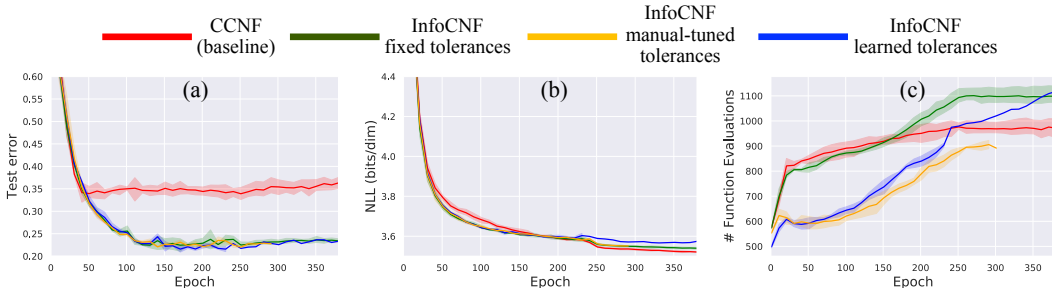 CCNF
(baseline)
InfoCNF
fixed tolerances
InfoCNF
manual-tuned
tolerances
InfoCNF
learned tolerances
(a)
Test error
0.60
0.55
0.50
0.45
0.40
0.35
0.30
0.25
0.20
0 50 100 150 200 250 300 350
Epoch
(b)
NLL (bits/dim)
4.4
4.2
4.0
3.8
3.6
0 50 100 150 200 250 300 350
Epoch
(c)
# Function Evaluations
1100
1000
900
800
700
600
500
0 50 100 150 200 250 300 350
Epoch